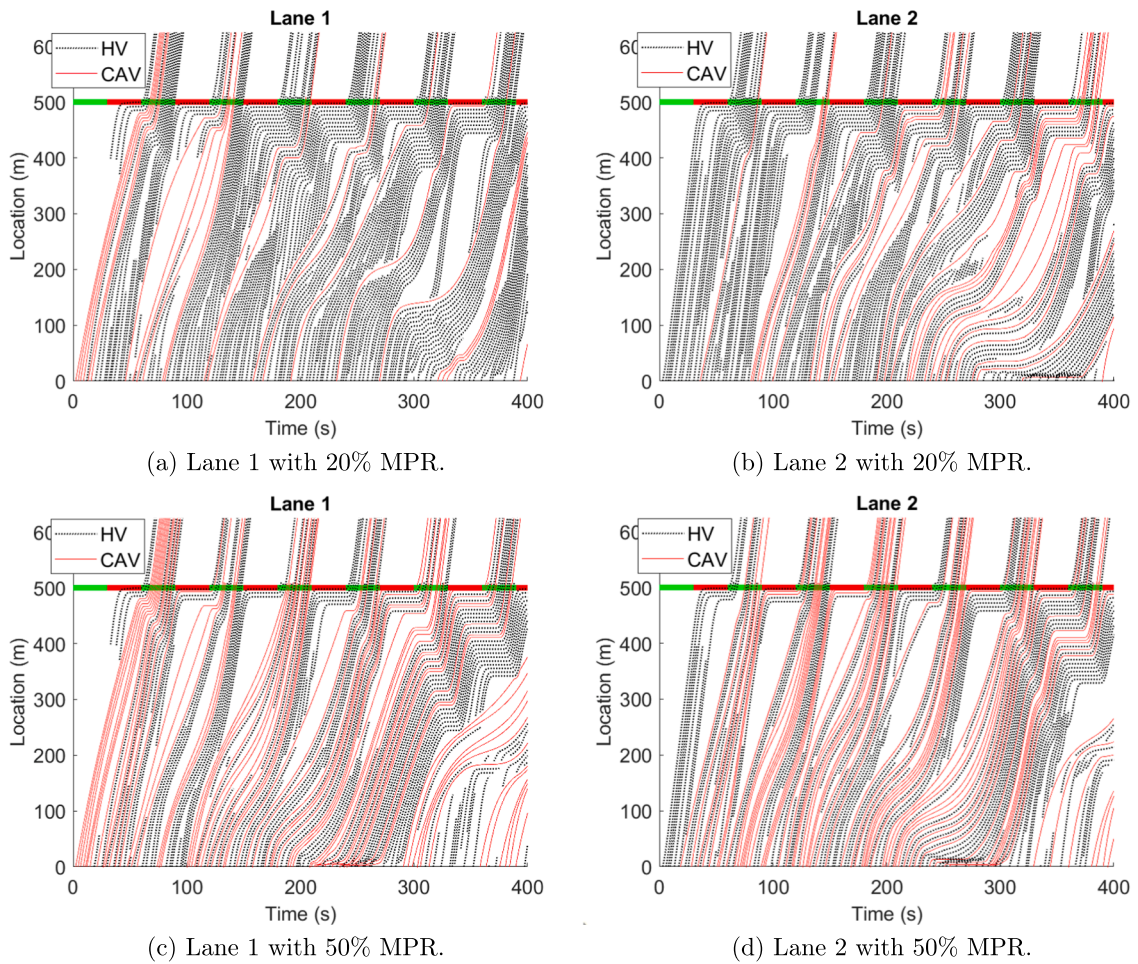 Lane 1
Lane 2
60
HV
CAV
500
400
300
200
100
0
Location (m)
0 100 200 300 400
Time (s)
60
HV
CAV
500
400
300
200
100
0
Location (m)
0 100 200 300 400
Time (s)
(a) Lane 1 with 20% MPR.
(b) Lane 2 with 20% MPR.
Lane 1
Lane 2
60
HV
CAV
500
400
300
200
100
0
Location (m)
0 100 200 300 400
Time (s)
60
HV
CAV
500
400
300
200
100
0
Location (m)
0 100 200 300 400
Time (s)
(c) Lane 1 with 50% MPR.
(d) Lane 2 with 50% MPR.